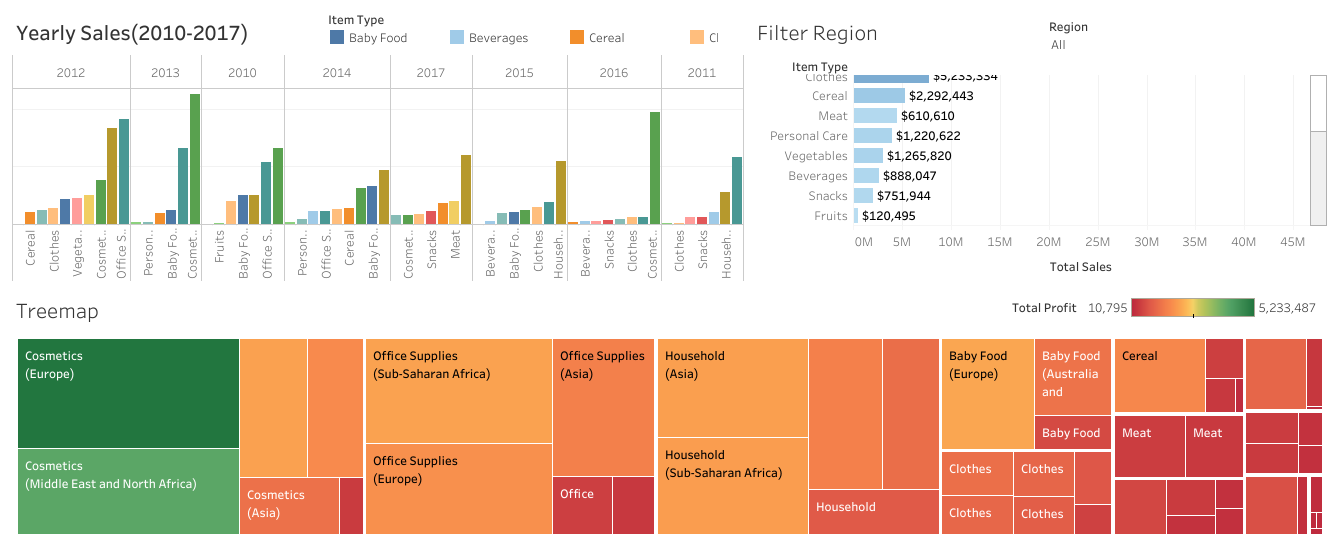 Yearly Sales(2010-2017)
Item Type
Baby Food
Beverages
Cereal
Cl
2012
2013
2010
2014
2017
2015
2016
2011
Cereal
Clothes
Vegeta..
Cosmet..
Office S..
Person..
Baby Fo..
Cosmet..
Fruits
Baby Fo..
Office S..
Person..
Office S..
Cereal
Baby Fo..
Cosmet..
Snacks
Meat
Bevera..
Baby Fo..
Clothes
Househ..
Bevera..
Snacks
Clothes
Cosmet..
Clothes
Snacks
Househ..
Filter Region
Region
All
Item Type
Clothes $5,233,334
Cereal $2,292,443
Meat $610,610
Personal Care $1,220,622
Vegetables $1,265,820
Beverages $888,047
Snacks $751,944
Fruits $120,495
0M 5M 10M 15M 20M 25M 30M 35M 40M 45M
Total Sales
Treemap
Total Profit 10,795 5,233,487
Cosmetics
(Europe)
Cosmetics
(Middle East and North Africa)
Cosmetics
(Asia)
Office Supplies
(Sub-Saharan Africa)
Office Supplies
(Europe)
Office Supplies
(Asia)
Office
Household
(Asia)
Household
(Sub-Saharan Africa)
Household
Baby Food
(Europe)
Baby Food
(Australia
and
Baby Food
Clothes
Clothes
Clothes
Clothes
Cereal
Meat
Meat